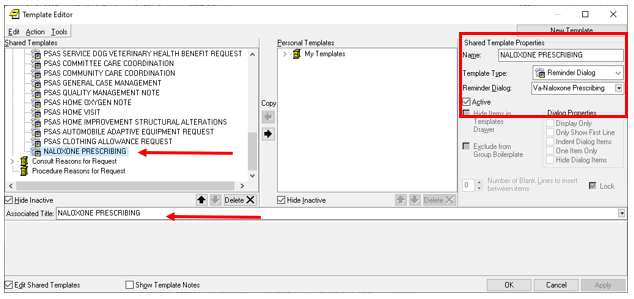 Template Editor
Edit Action Tools
New Template
Shared Templates
PSAS SERVICE DOG VETERINARY HEALTH BENEFIT REQUEST
PSAS COMMITTEE CARE COORDINATION
PSAS COMMUNITY CARE COORDINATION
PSAS GENERAL CASE MANAGEMENT
PSAS QUALITY MANAGEMENT NOTE
PSAS HOME OXYGEN NOTE
PSAS HOME VISIT
PSAS HOME IMPROVEMENT STRUCTURAL ALTERATIONS
PSAS AUTOMOBILE ADAPTIVE EQUIPMENT REQUEST
PSAS CLOTHING ALLOWANCE REQUEST
NALOXONE PRESCRIBING
Consult Reasons for Request
Procedure Reasons for Request
Hide Inactive
Delete
Copy
Personal Templates
My Templates
Hide Inactive
Delete
Shared Template Properties
Name: NALOXONE PRESCRIBING
Template Type: Reminder Dialog
Reminder Dialog: Va-Naloxone Prescribing
Active
Hide Items in
Templates
Drawer
Exclude from
Group Boilerplate
Dialog Properties
Display Only
Only Show First Line
Indent Dialog Items
One Item Only
Hide Dialog Items
0 Number of Blank Lines to insert
between items
Lock
Associated Title: NALOXONE PRESCRIBING
Edit Shared Templates
Show Template Notes
OK Cancel Apply